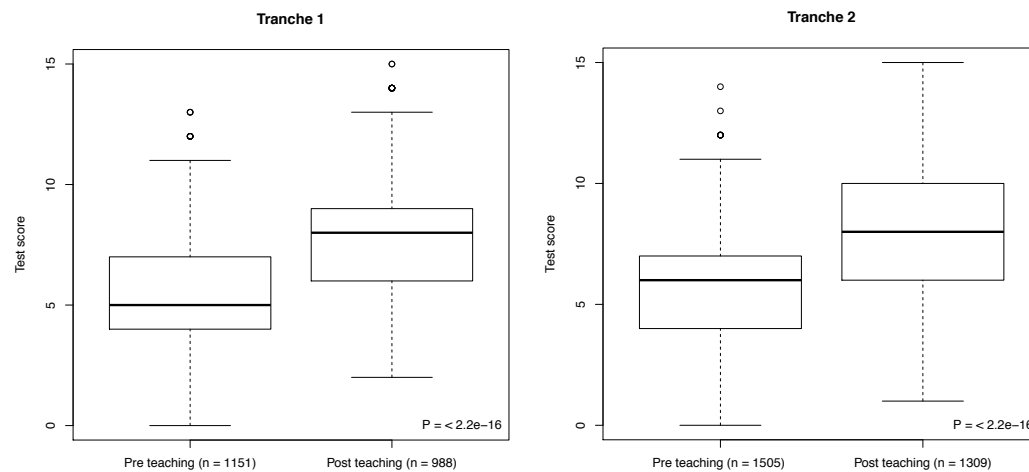 Tranche 1
Test score
15
10
5
0
P = < 2.2e−16
Pre teaching (n = 1151)
Post teaching (n = 988)
Tranche 2
Test score
15
10
5
0
P = < 2.2e−16
Pre teaching (n = 1505)
Post teaching (n = 1309)